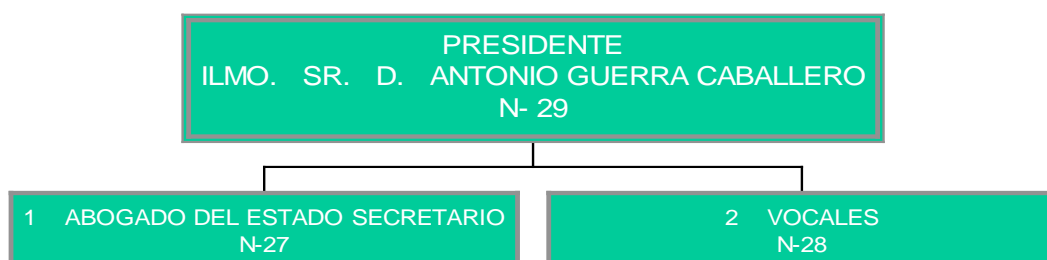 PRESIDENTE
ILMO. SR. D. ANTONIO GUERRA CABALLERO
N- 29
1 ABOGADO DEL ESTADO SECRETARIO
N-27
2 VOCALES
N-28